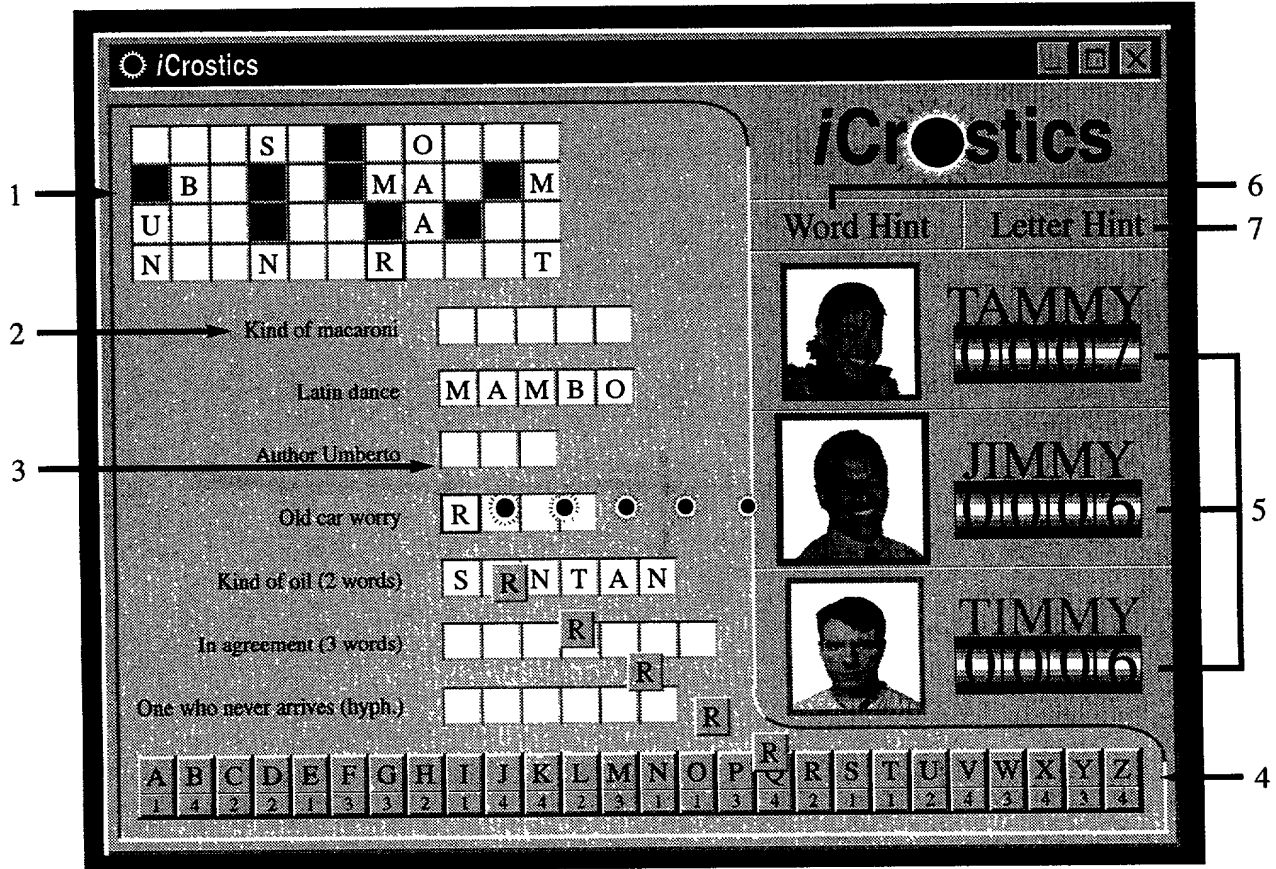 iCrostics
iCrostics
S O
B M A M
U A
N N R T
1
6
Word Hint Letter Hint
7
2
Kind of macaroni
TAMMY
0007
Latin dance MAMBO
3
Author Umberto
JIMMY
0006
5
Old car worry R
Kind of oil (2 words) S R N T A N
R
In agreement (3 words)
R
TIMMY
0006
One who never arrives (hyph.)
R
R
A B C D E F G H I J K L M N O P Q R S T U V W X Y Z
1 4 2 2 1 3 3 2 1 4 4 2 3 1 1 3 4 2 1 1 2 4 3 4 3 4
4